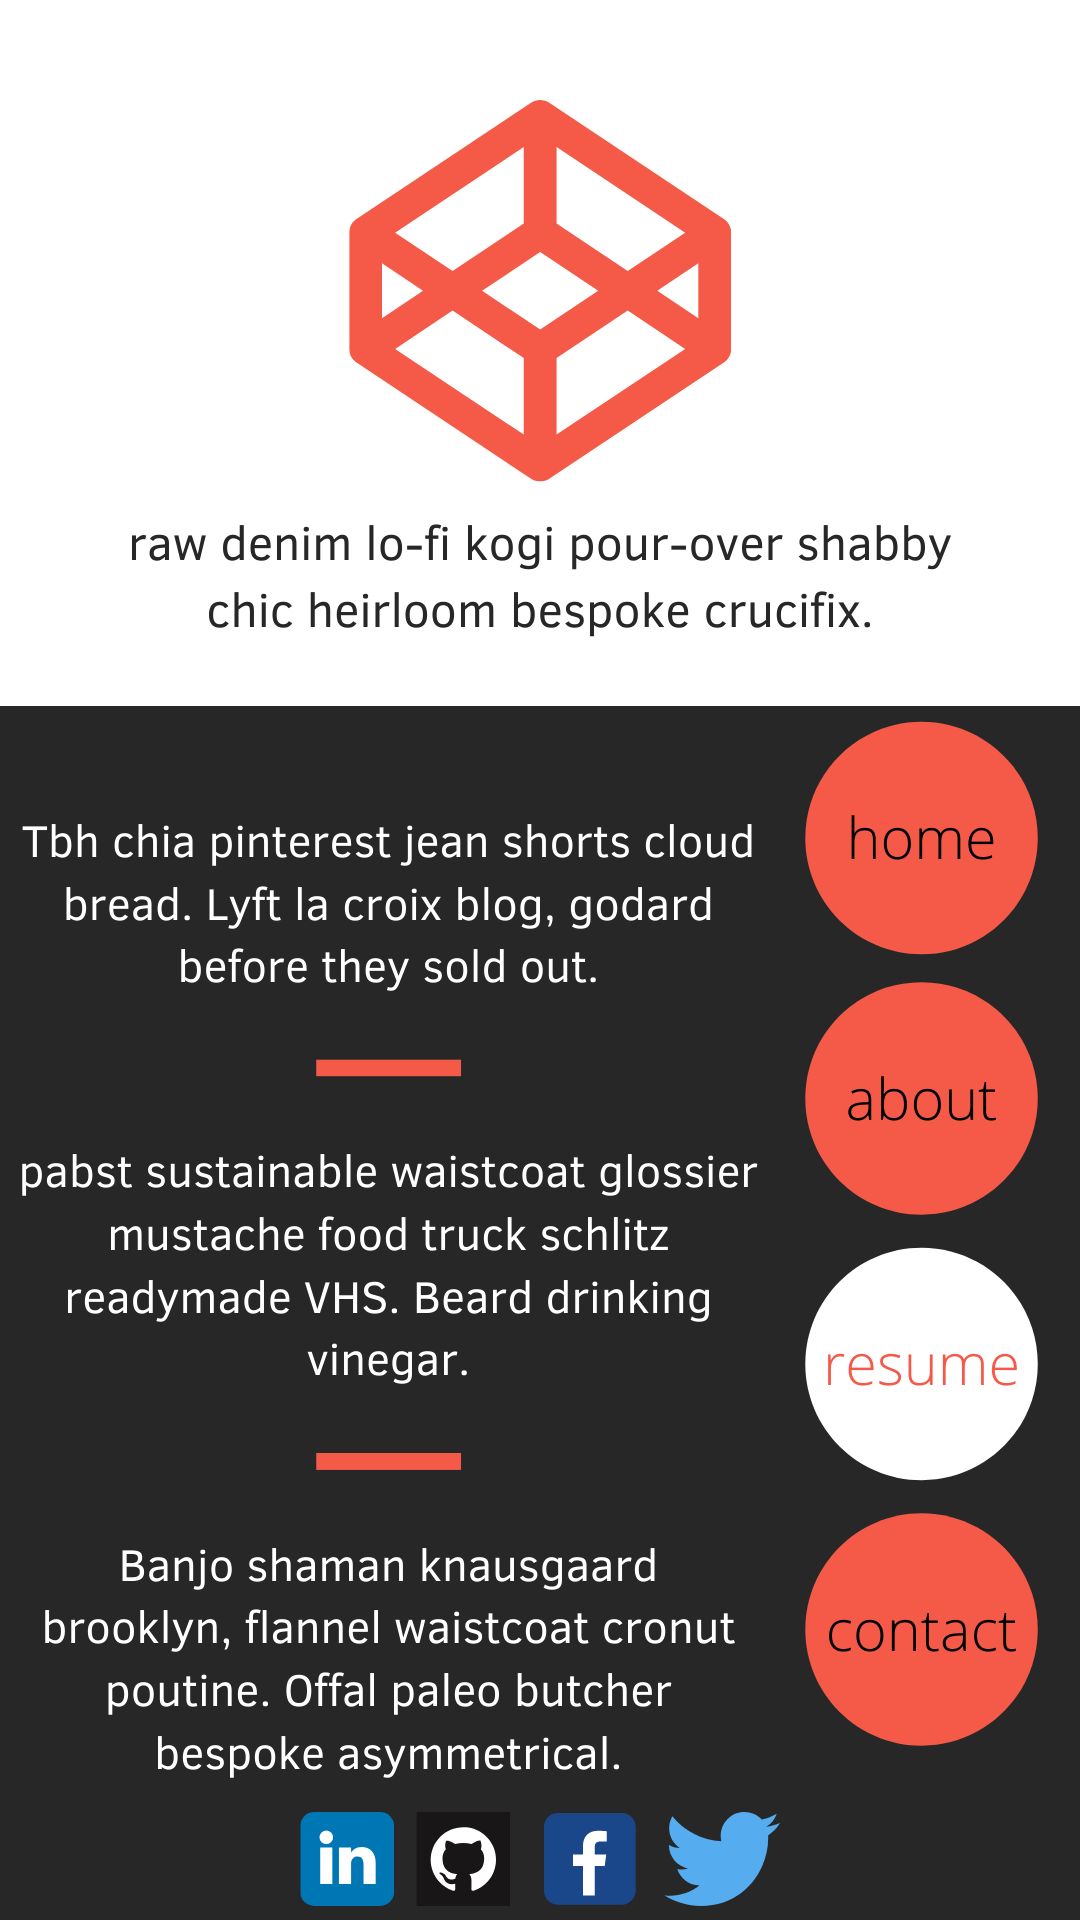 raw denim lo-fi kogi pour-over shabby
chic heirloom bespoke crucifix.
Tbh chia pinterest jean shorts cloud
bread. Lyft la croix blog, godard
before they sold out.
pabst sustainable waistcoat glossier
mustache food truck schlitz
readymade VHS. Beard drinking
vinegar.
Banjo shaman knausgaard
brooklyn, flannel waistcoat cronut
poutine. Offal paleo butcher
bespoke asymmetrical.
home
about
resume
contact
in
f